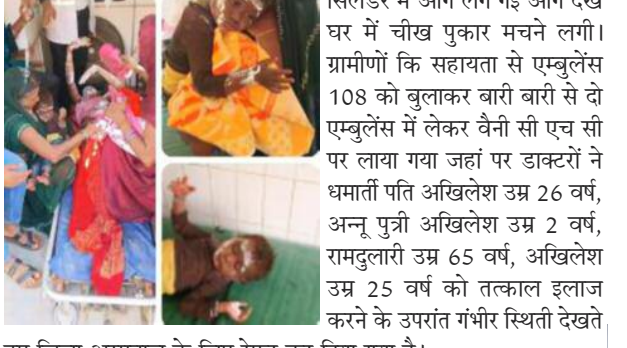 सिलेंडर में आग लग गई आग देख
घर में चीख पुकार मचने लगी।
ग्रामीणों कि सहायता से एम्बुलेंस
108 को बुलाकर बारी बारी से दो
एम्बुलेंस में लेकर वैनी सी एच सी
पर लाया गया जहां पर डाक्टरों ने
धमार्ती पति अखिलेश उम्र 26 वर्ष,
अन्नू पुत्री अखिलेश उम्र 2 वर्ष,
रामदुलारी उम्र 65 वर्ष, अखिलेश
उम्र 25 वर्ष को तत्काल इलाज
करने के उपरांत गंभीर स्थिती देखते